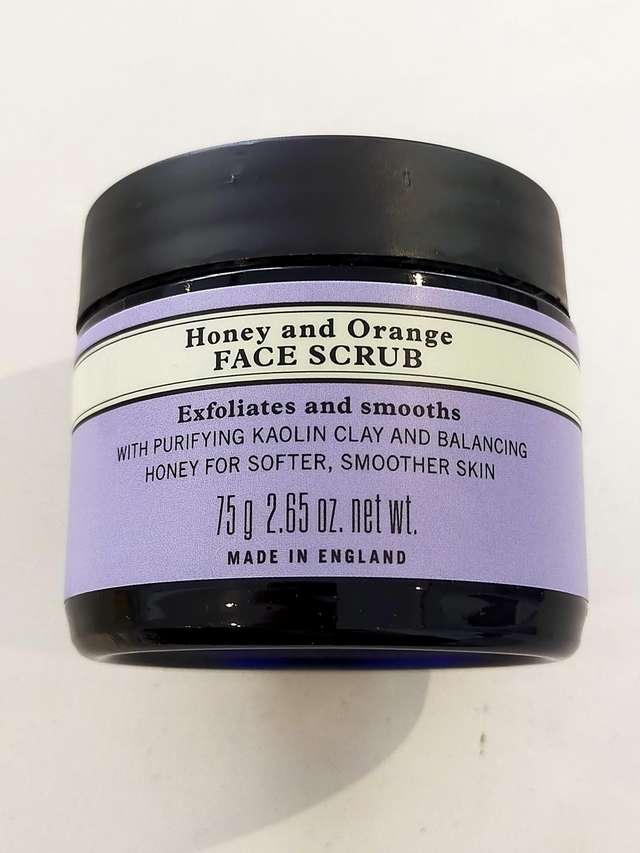 Honey and Orange
FACE SCRUB
Exfoliates and smooths
WITH PURIFYING KAOLIN CLAY AND BALANCING
HONEY FOR SOFTER, SMOOTHER SKIN
75 g 2.65 oz. net wt.
MADE IN ENGLAND